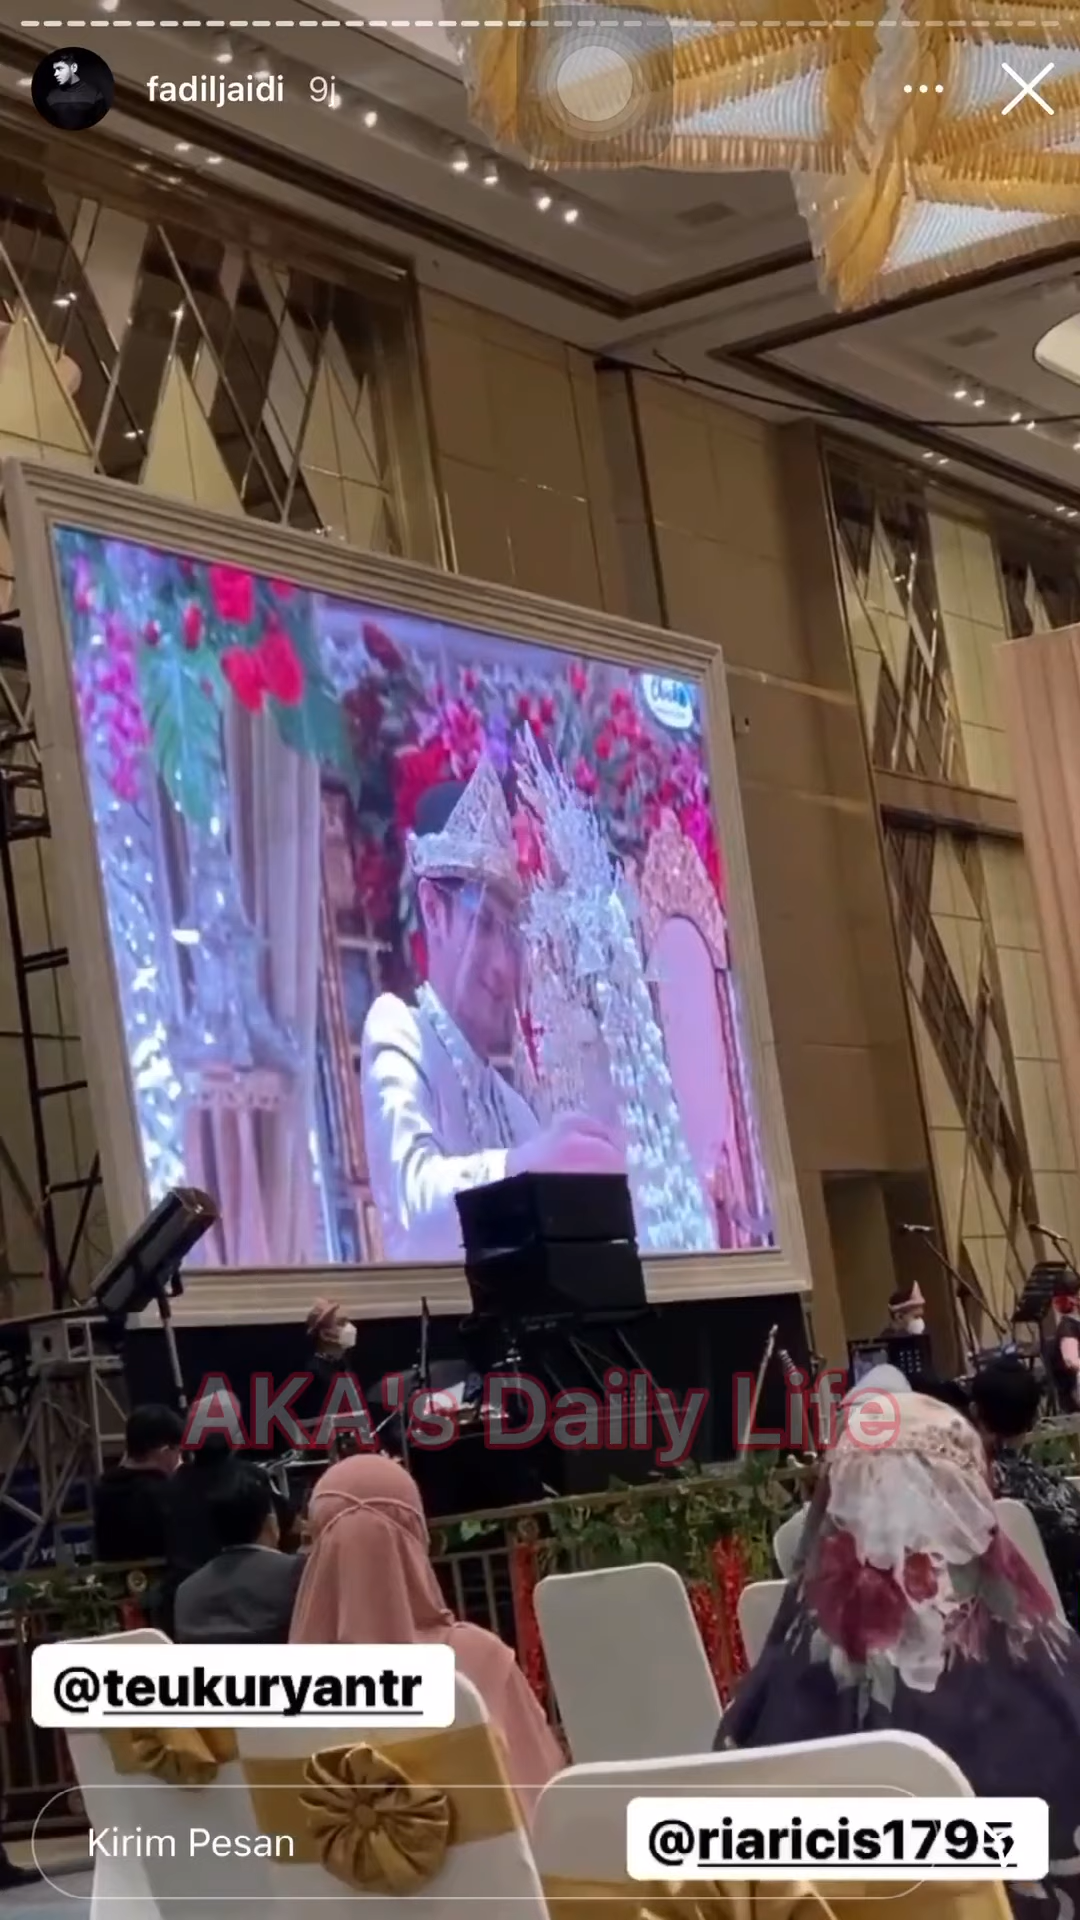 fadiljaidi 9j
AKA's Daily Life
@teukuryantr
Kirim Pesan
@riaricis1795